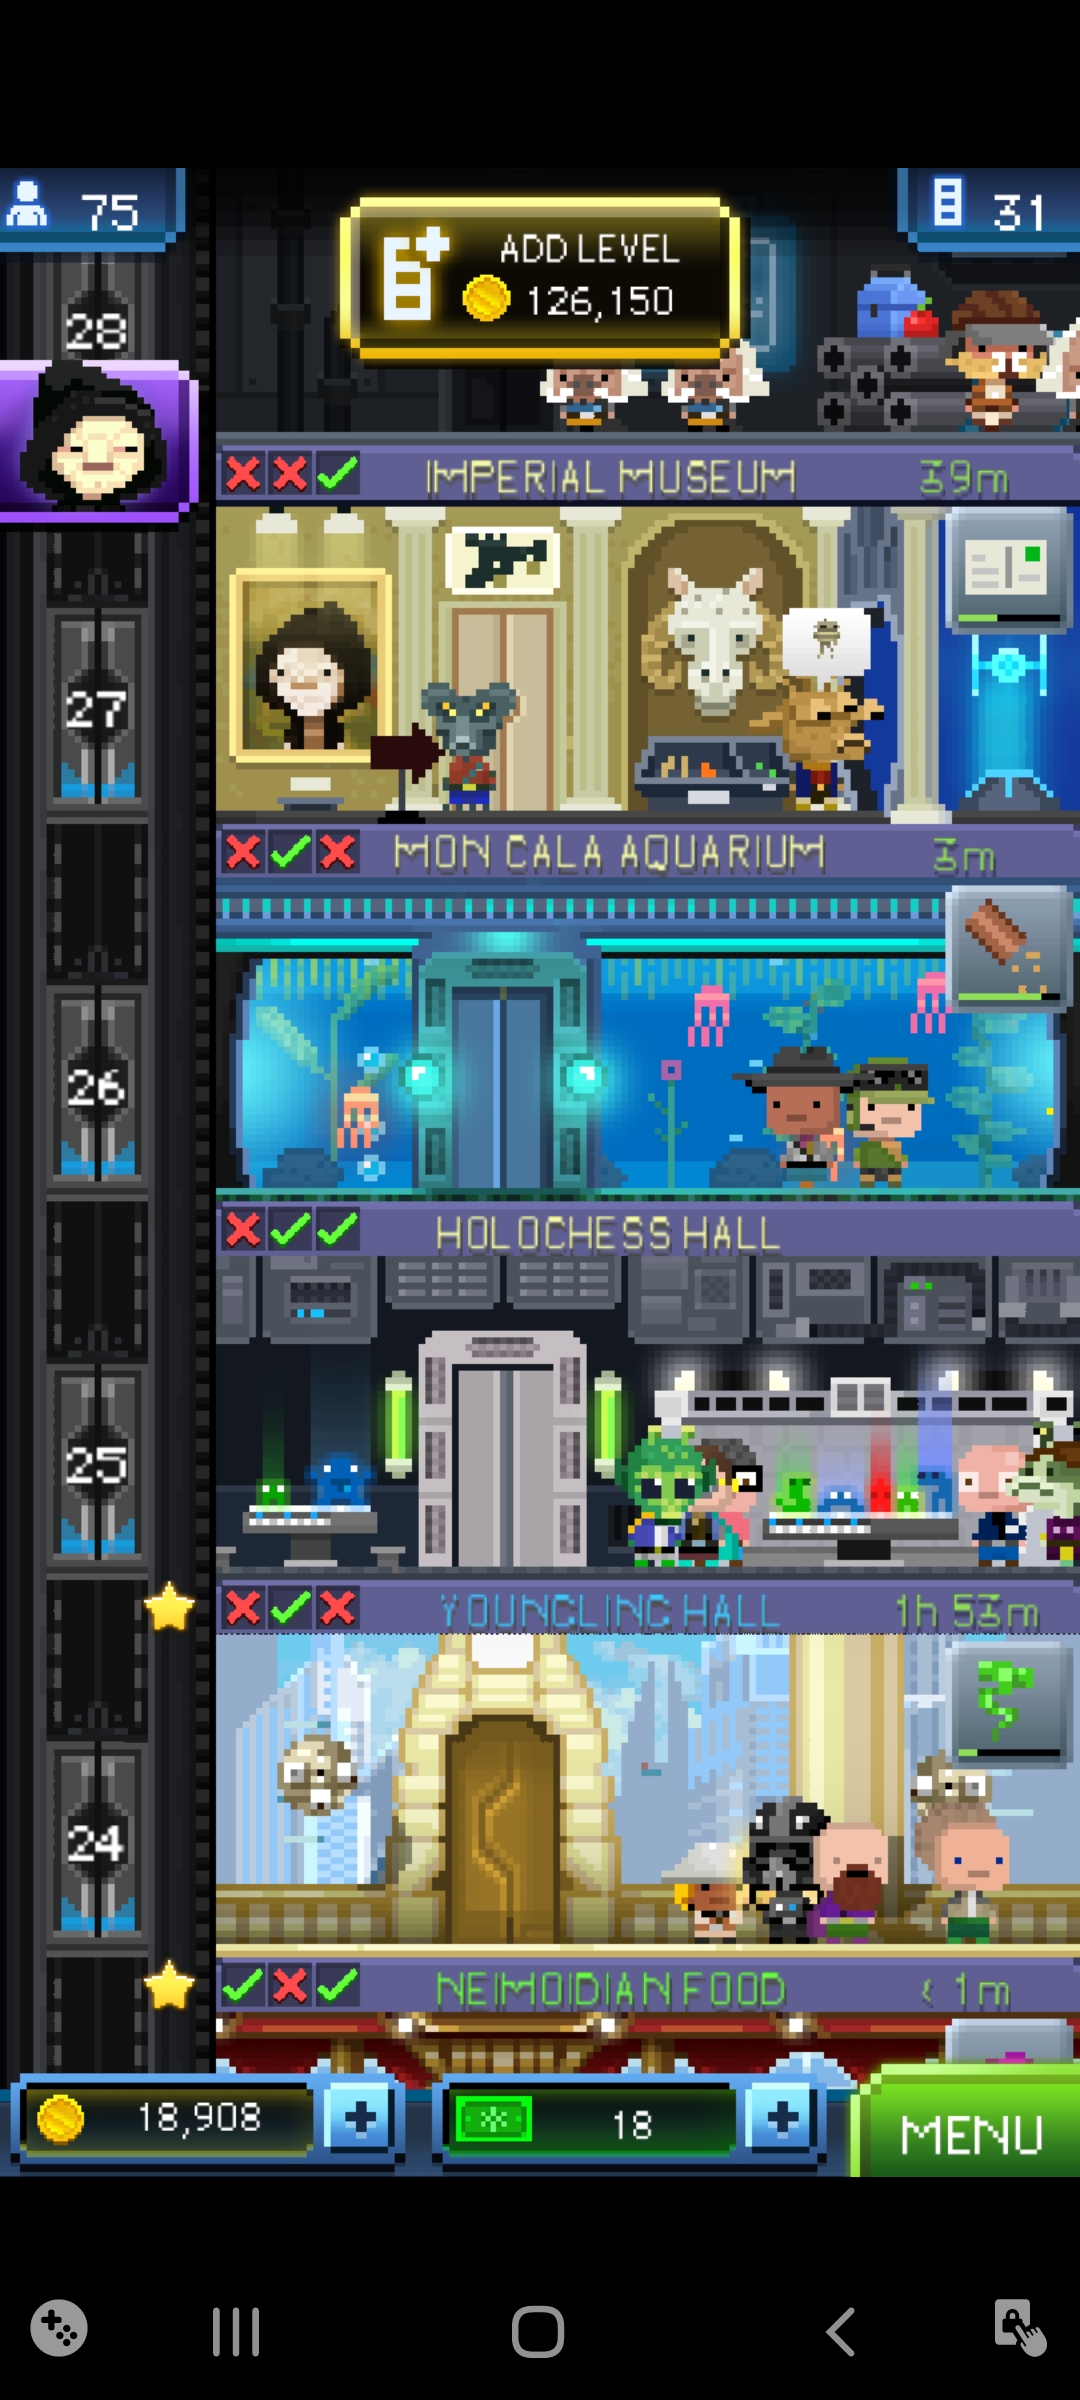 75
ADD LEVEL
126,150
31
28
IMPERIAL MUSEUM 39m
27
MON CALA AQUARIUM 3m
26
HOLOCHESS HALL
25
YOUNGLING HALL 1h 53m
24
NEIMOIDIAN FOOD < 1m
18,908
18
MENU